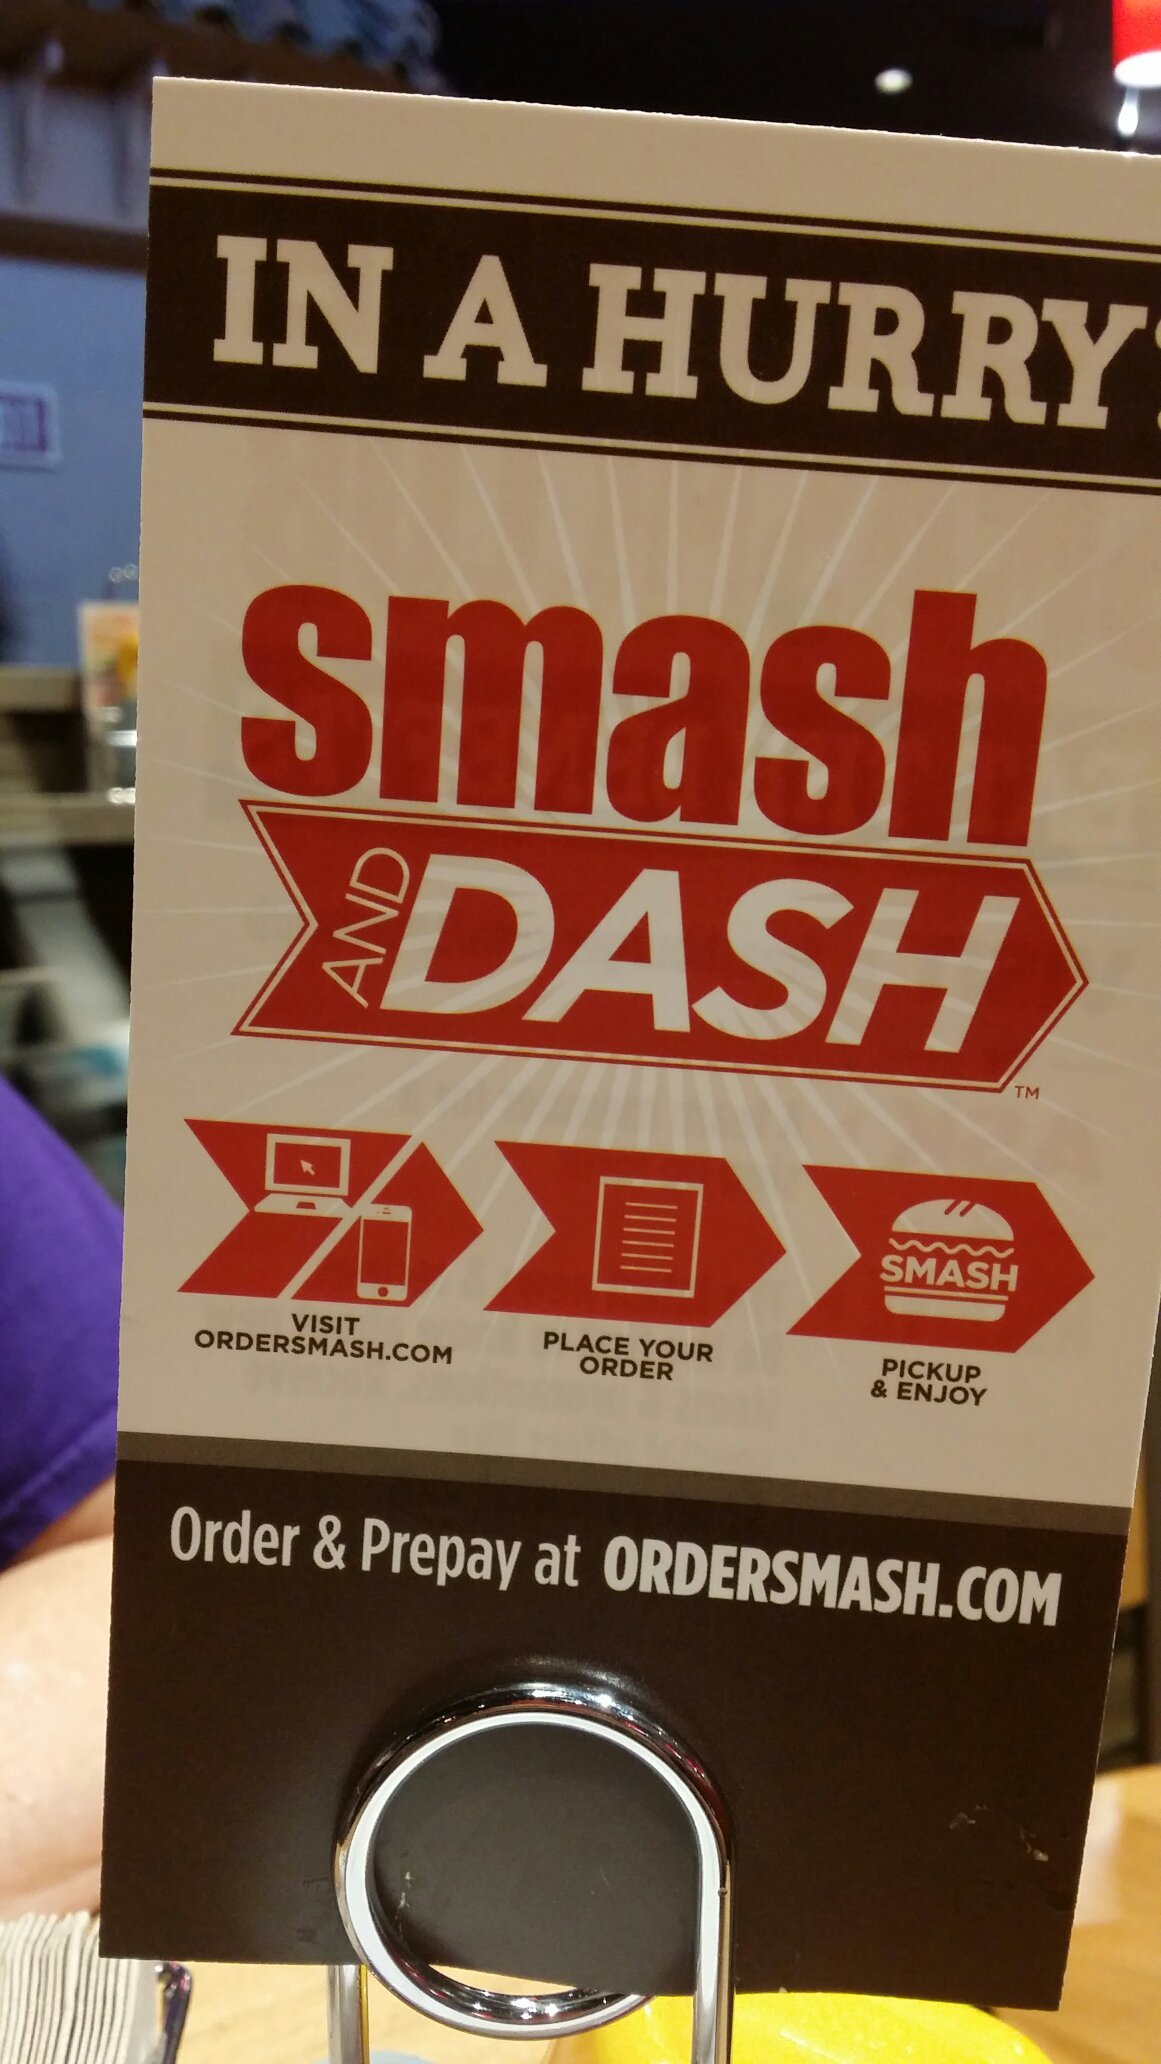 IN A HURRY?
smash
AND DASH
TM
SMASH
VISIT
ORDERSMASH.COM
PLACE YOUR
ORDER
PICKUP
& ENJOY
Order & Prepay at ORDERSMASH.COM